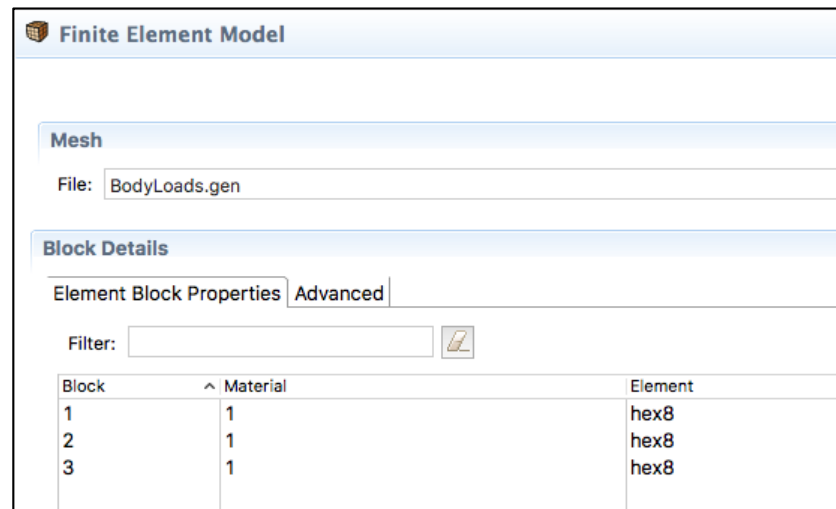 Finite Element Model
Mesh
File: BodyLoads.gen
Block Details
Element Block Properties Advanced
Filter:
Block Material Element
1 1 hex8
2 1 hex8
3 1 hex8